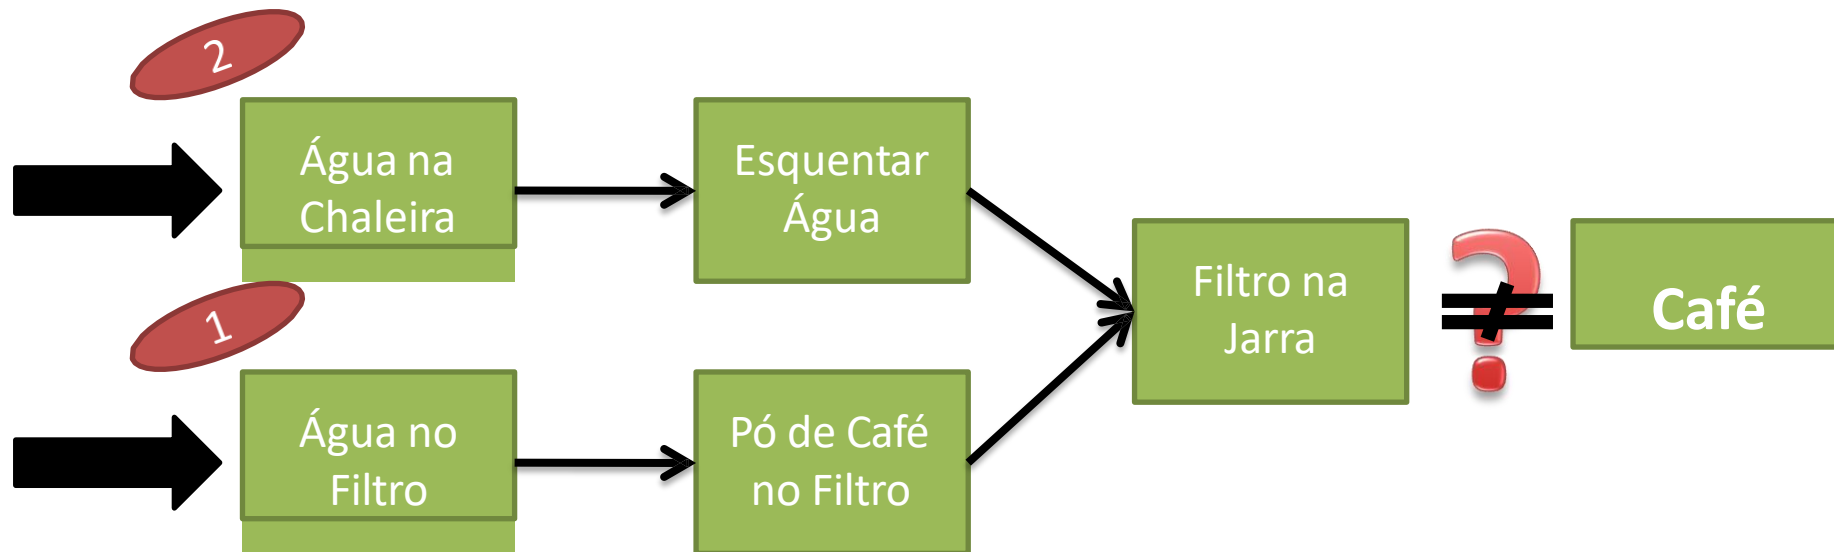 2
Água na
Chaleira
Esquentar
Água
1
Água no
Filtro
Pó de Café
no Filtro
Filtro na
Jarra
?
≠
Café